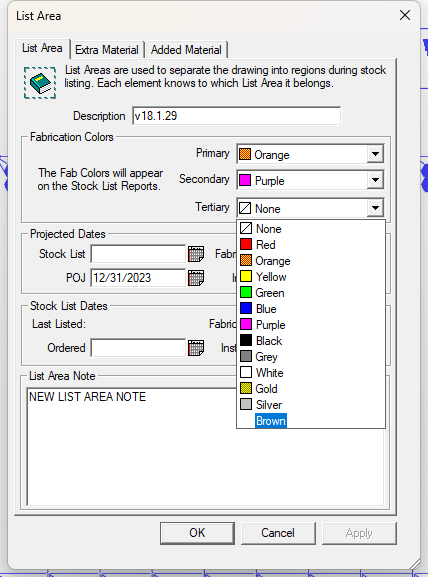 List Area
List Area
Extra Material
Added Material
List Areas are used to separate the drawing into regions during stock
listing. Each element knows to which List Area it belongs.
Description
v18.1.29
Fabrication Colors
The Fab Colors will appear
on the Stock List Reports.
Primary
Orange
Secondary
Purple
Tertiary
None
None
Red
Orange
Yellow
Green
Blue
Purple
Black
Grey
White
Gold
Silver
Brown
Projected Dates
Stock List
Fabr
POJ
12/31/2023
Stock List Dates
Last Listed:
Fabric
Ordered
Inst
List Area Note
NEW LIST AREA NOTE
OK
Cancel
Apply